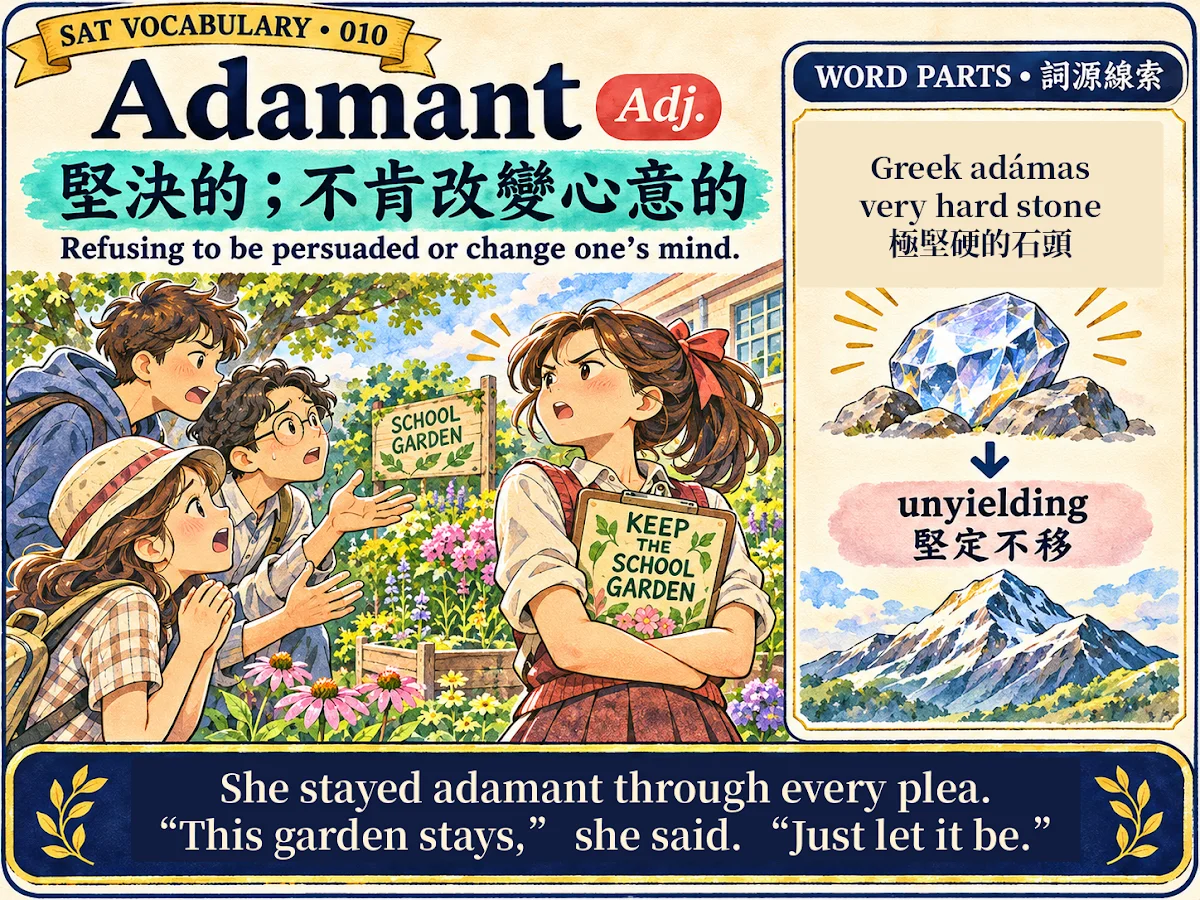 SAT VOCABULARY • 010
Adamant
Adj.
堅決的；不肯改變心意的
Refusing to be persuaded or change one's mind.
SCHOOL
GARDEN
KEEP
THE
SCHOOL
GARDEN
WORD PARTS • 詞源線索
Greek adámas
very hard stone
極堅硬的石頭
unyielding
堅定不移
She stayed adamant through every plea.
“This garden stays,” she said. “Just let it be.”